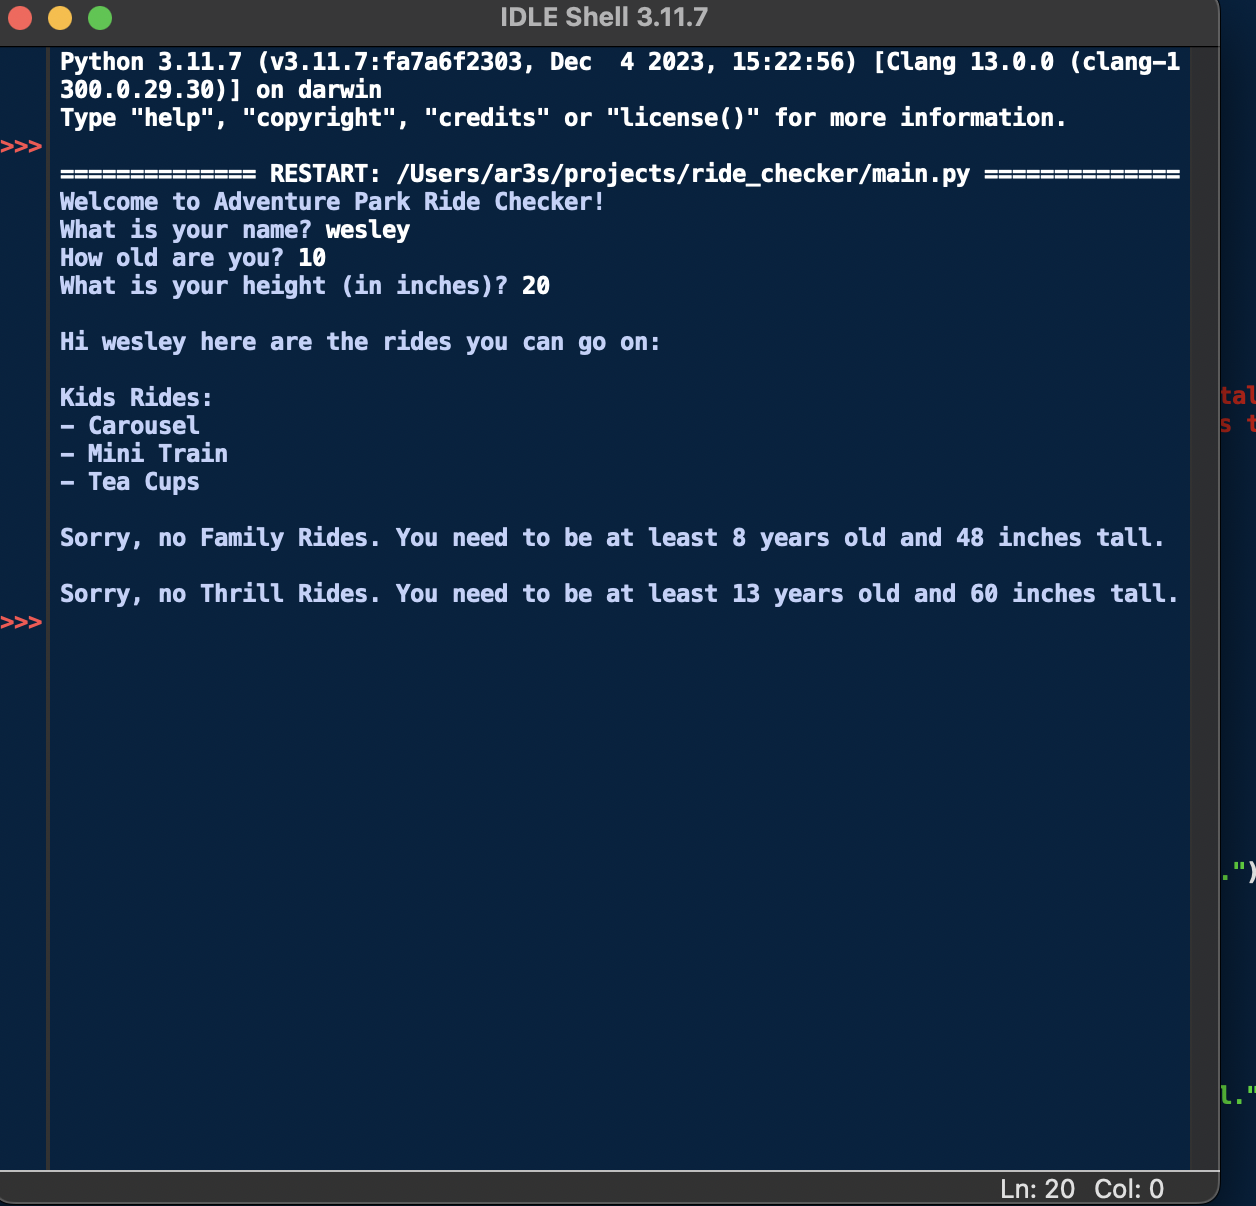 IDLE Shell 3.11.7
Python 3.11.7 (v3.11.7:fa7a6f2303, Dec  4 2023, 15:22:56) [Clang 13.0.0 (clang-1
300.0.29.30)] on darwin
Type "help", "copyright", "credits" or "license()" for more information.
>>>
============== RESTART: /Users/ar3s/projects/ride_checker/main.py ==============
Welcome to Adventure Park Ride Checker!
What is your name? wesley
How old are you? 10
What is your height (in inches)? 20
Hi wesley here are the rides you can go on:
Kids Rides:
- Carousel
- Mini Train
- Tea Cups
Sorry, no Family Rides. You need to be at least 8 years old and 48 inches tall.
Sorry, no Thrill Rides. You need to be at least 13 years old and 60 inches tall.
>>>
tal
s t
.")
l."
Ln: 20 Col: 0